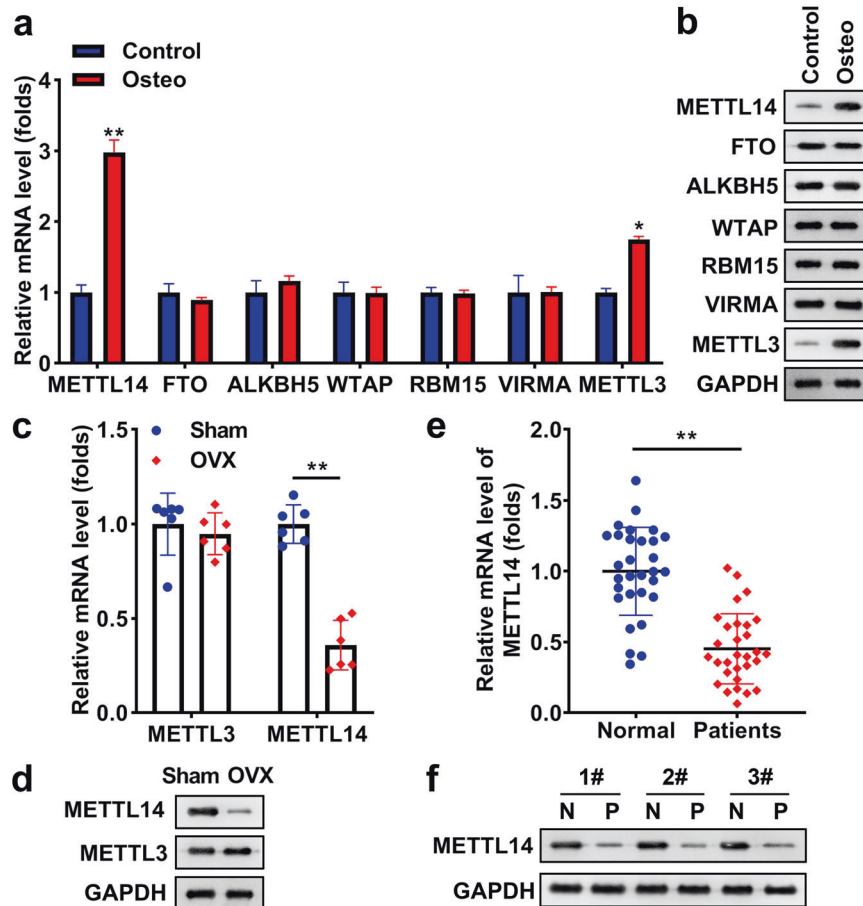 a
Control
Osteo
Relative mRNA level (folds)
4
3
2
1
0
**
*
METTL14 FTO ALKBH5 WTAP RBM15 VIRMA METTL3
b
Control
Osteo
METTL14
FTO
ALKBH5
WTAP
RBM15
VIRMA
METTL3
GAPDH
c
Sham
OVX
Relative mRNA level (folds)
1.5
1.0
0.5
0.0
**
METTL3 METTL14
e
Relative mRNA level of
METTL14 (folds)
2.0
1.5
1.0
0.5
0.0
**
Normal Patients
d
Sham OVX
METTL14
METTL3
GAPDH
f
1# 2# 3#
N P N P N P
METTL14
GAPDH